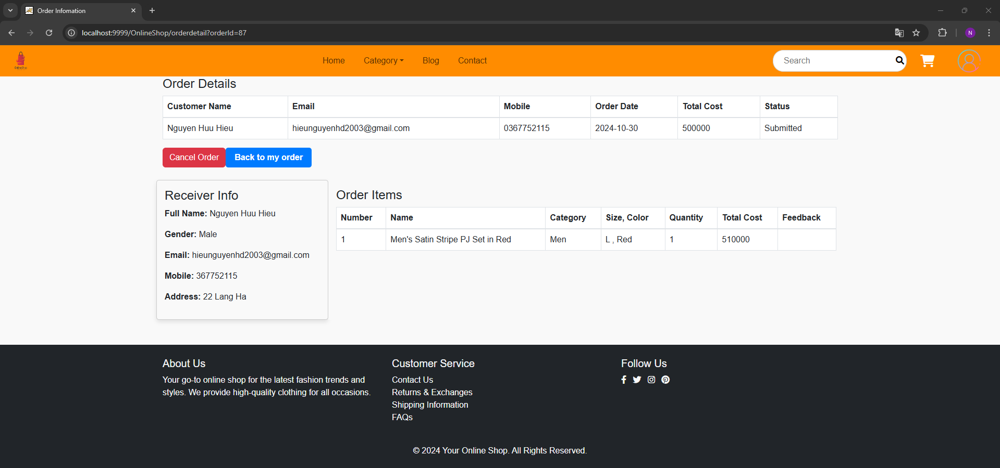 Order Infomation
localhost:9999/OnlineShop/orderdetail?orderId=87
N
OnlineShop
Home Category Blog Contact
Search
Order Details
Customer Name Email Mobile Order Date Total Cost Status
Nguyen Huu Hieu hieunguyenhd2003@gmail.com 0367752115 2024-10-30 500000 Submitted
Cancel Order Back to my order
Receiver Info
Full Name: Nguyen Huu Hieu
Gender: Male
Email: hieunguyenhd2003@gmail.com
Mobile: 367752115
Address: 22 Lang Ha
Order Items
Number Name Category Size, Color Quantity Total Cost Feedback
1 Men's Satin Stripe PJ Set in Red Men L , Red 1 510000
About Us
Your go-to online shop for the latest fashion trends and
styles. We provide high-quality clothing for all occasions.
Customer Service
Contact Us
Returns & Exchanges
Shipping Information
FAQs
Follow Us
© 2024 Your Online Shop. All Rights Reserved.